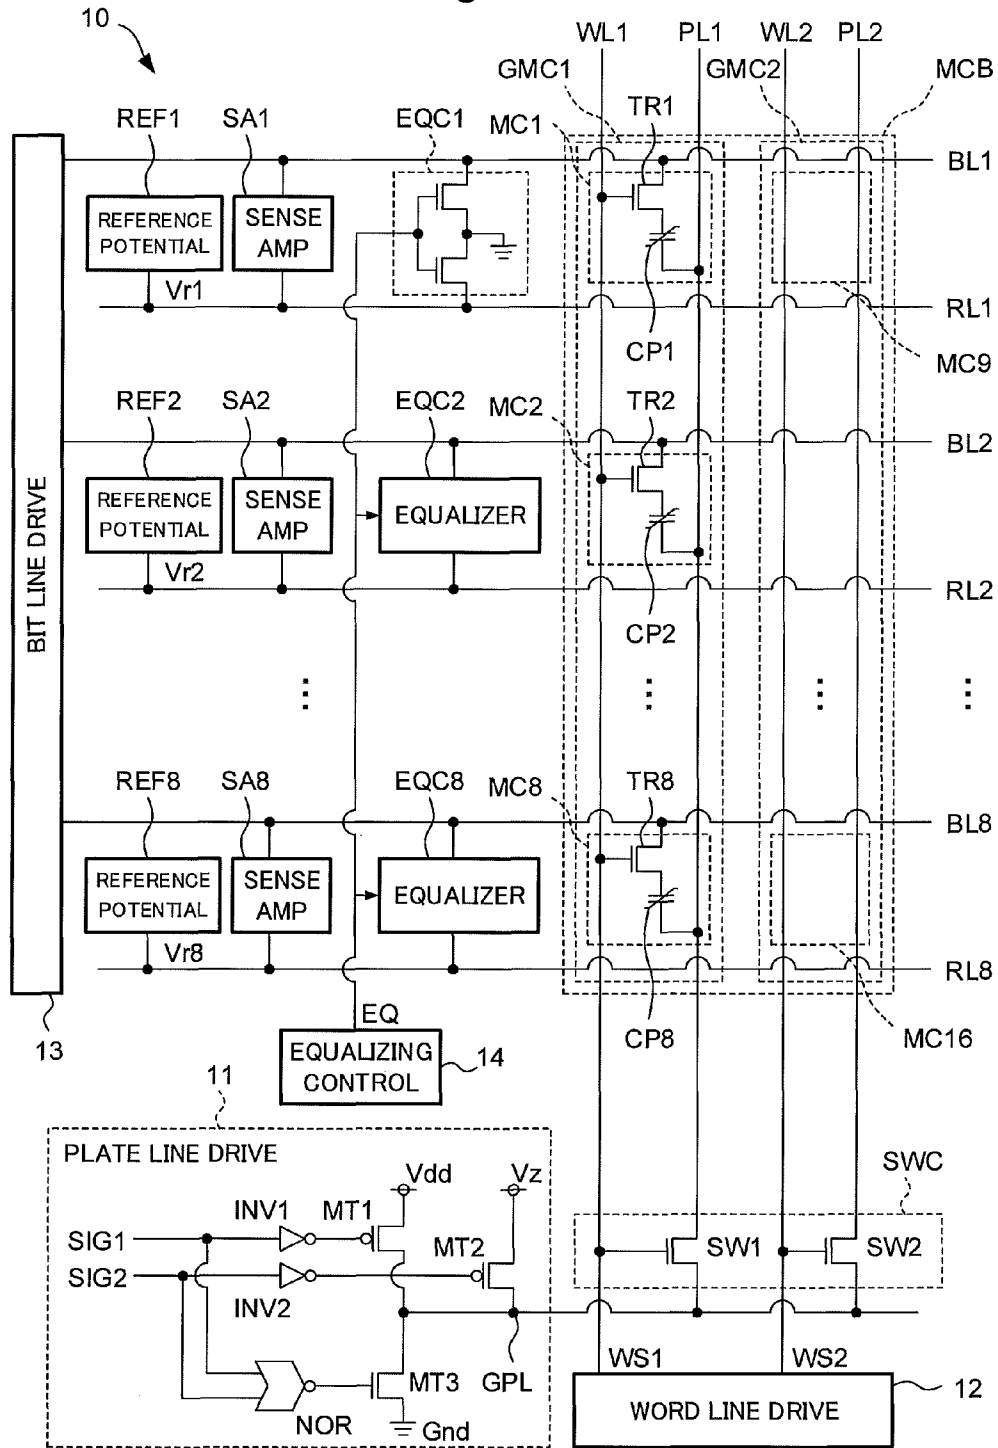 10
WL1 PL1 WL2 PL2
GMC1 GMC2 MCB
REF1 SA1 EQC1 MC1 TR1
BL1
REFERENCE POTENTIAL
SENSE AMP
Vr1
RL1
CP1
MC9
REF2 SA2 EQC2 MC2 TR2
BL2
REFERENCE POTENTIAL
SENSE AMP
EQUALIZER
Vr2
RL2
CP2
BIT LINE DRIVE
REF8 SA8 EQC8 MC8 TR8
BL8
REFERENCE POTENTIAL
SENSE AMP
EQUALIZER
Vr8
RL8
CP8
MC16
13
EQ
EQUALIZING CONTROL
14
11
PLATE LINE DRIVE
Vdd Vz
SWC
INV1 MT1
SIG1
MT2
SW1 SW2
SIG2
INV2
MT3 GPL
NOR
Gnd
WS1 WS2
WORD LINE DRIVE
12